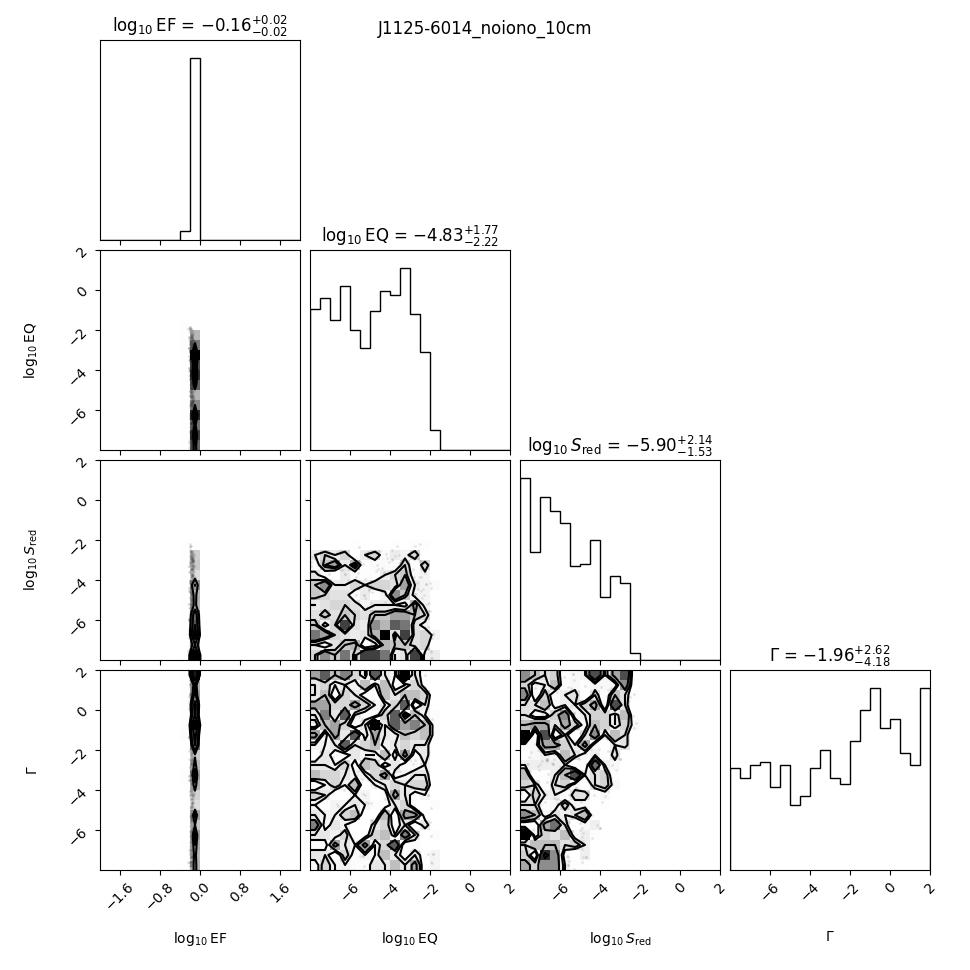 J1125-6014_noiono_10cm
log₁₀ EF = −0.16+0.02−0.02
log₁₀ EQ = −4.83+1.77−2.22
2
0
−2
−4
−6
log₁₀ EQ
log₁₀ Sred = −5.90+2.14−1.53
2
0
−2
−4
−6
log₁₀ Sred
Γ = −1.96+2.62−4.18
2
0
−2
−4
−6
Γ
−1.6 −0.8 0.0 0.8 1.6
−6 −4 −2 0 2
−6 −4 −2 0 2
−6 −4 −2 0 2
log₁₀ EF
log₁₀ EQ
log₁₀ Sred
Γ